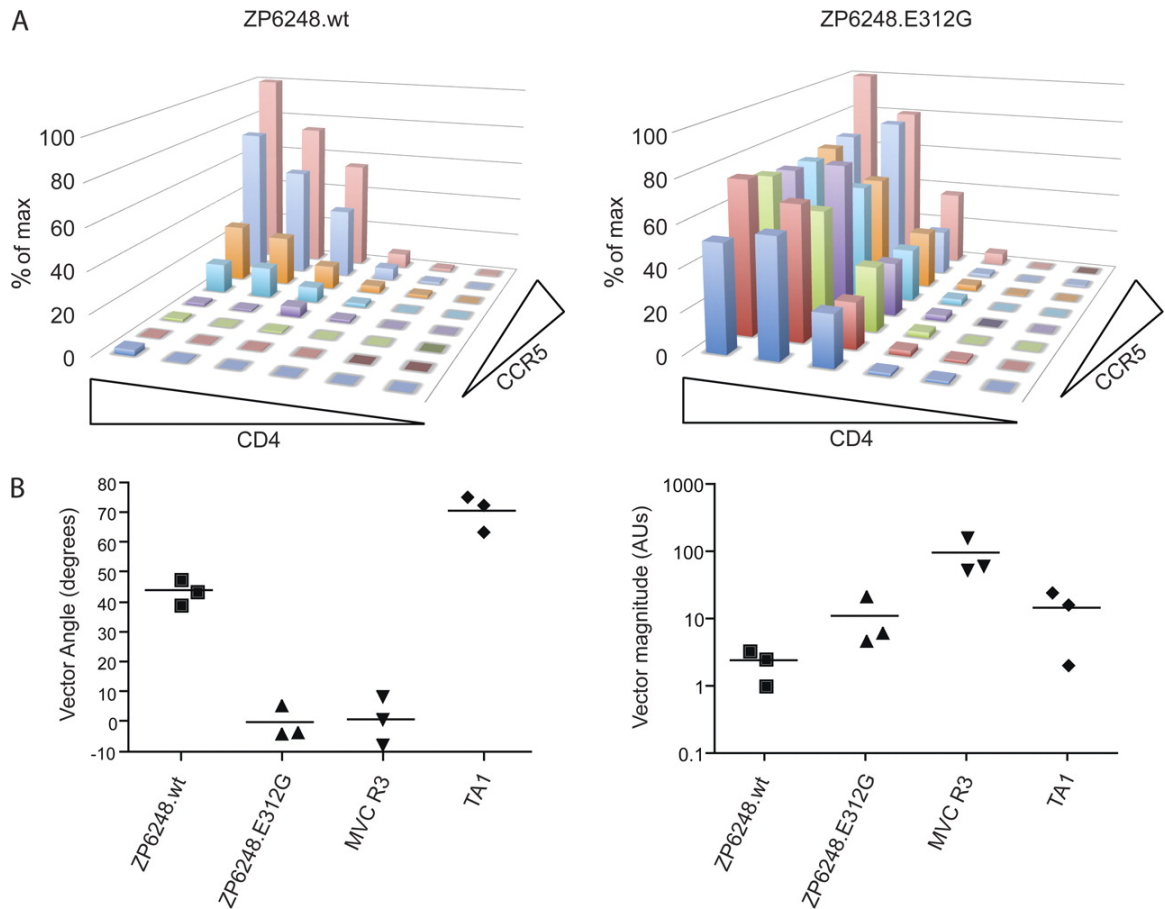 A
ZP6248.wt
ZP6248.E312G
% of max
100
80
60
40
20
0
CD4
CCR5
% of max
100
80
60
40
20
0
CD4
CCR5
B
Vector Angle (degrees)
80
70
60
50
40
30
20
10
0
-10
ZP6248.wt
ZP6248.E312G
MVC R3
TA1
Vector magnitude (AUs)
1000
100
10
1
0.1
ZP6248.wt
ZP6248.E312G
MVC R3
TA1